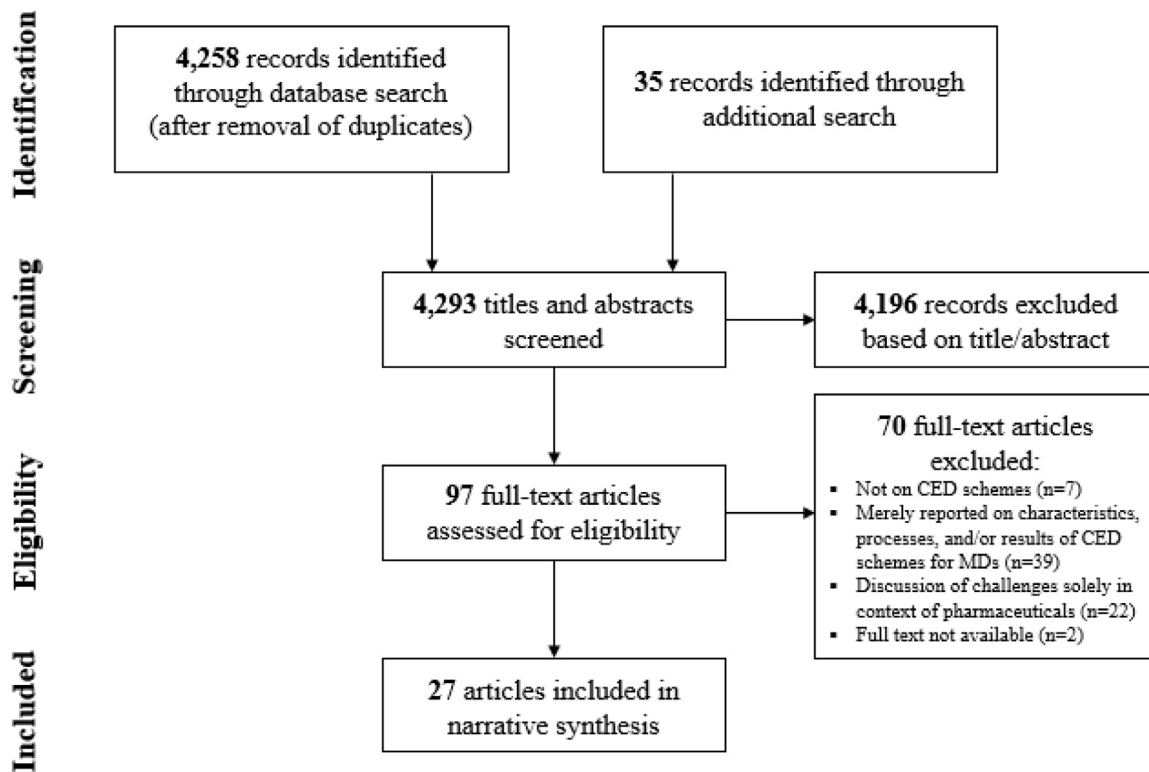 Identification
4,258 records identified
through database search
(after removal of duplicates)
35 records identified through
additional search
Screening
4,293 titles and abstracts
screened
4,196 records excluded
based on title/abstract
Eligibility
97 full-text articles
assessed for eligibility
70 full-text articles
excluded:
▪ Not on CED schemes (n=7)
▪ Merely reported on characteristics,
processes, and/or results of CED
schemes for MDs (n=39)
▪ Discussion of challenges solely in
context of pharmaceuticals (n=22)
▪ Full text not available (n=2)
Included
27 articles included in
narrative synthesis